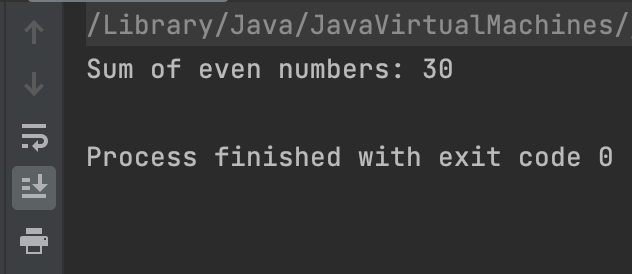 /Library/Java/JavaVirtualMachines/
Sum of even numbers: 30
Process finished with exit code 0